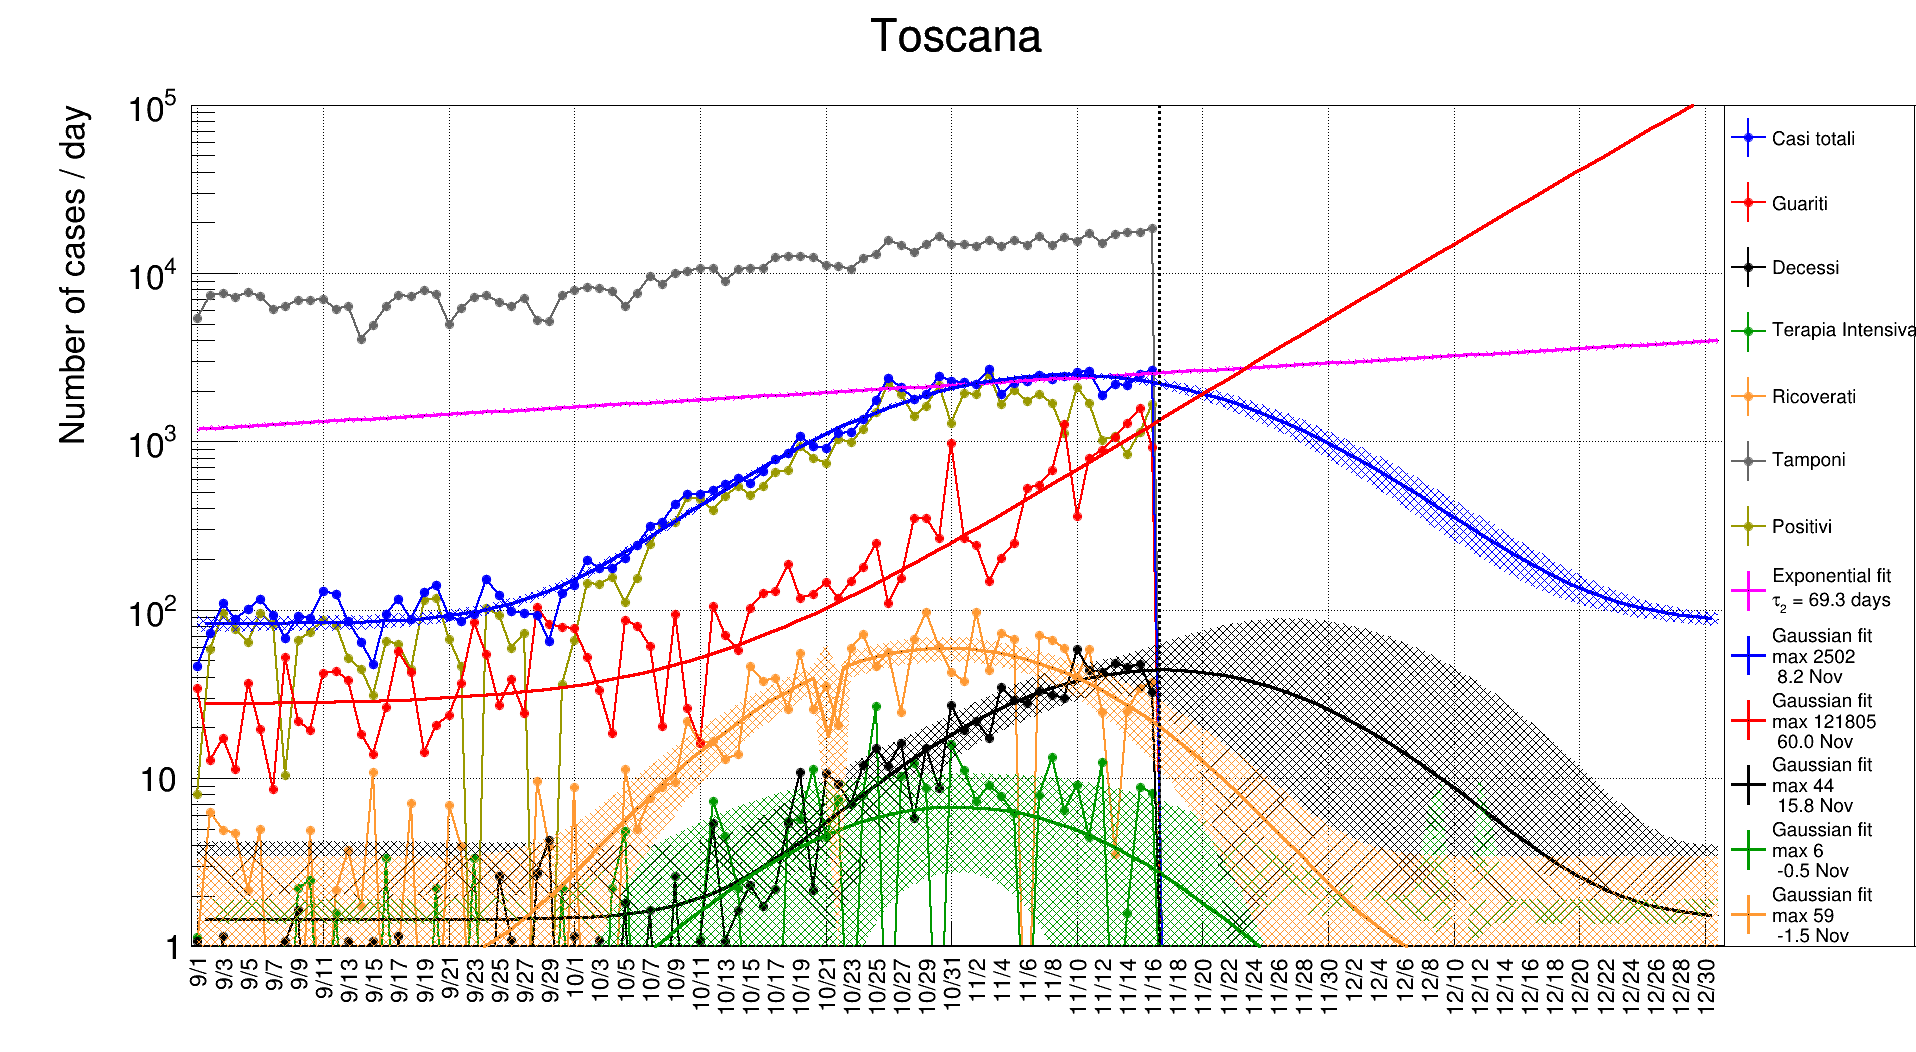 Toscana
Number of cases / day
10^5
10^4
10^3
10^2
10
1
9/1
9/3
9/5
9/7
9/9
9/11
9/13
9/15
9/17
9/19
9/21
9/23
9/25
9/27
9/29
10/1
10/3
10/5
10/7
10/9
10/11
10/13
10/15
10/17
10/19
10/21
10/23
10/25
10/27
10/29
10/31
11/2
11/4
11/6
11/8
11/10
11/12
11/14
11/16
11/18
11/20
11/22
11/24
11/26
11/28
11/30
12/2
12/4
12/6
12/8
12/10
12/12
12/14
12/16
12/18
12/20
12/22
12/24
12/26
12/28
12/30
Casi totali
Guariti
Decessi
Terapia Intensiva
Ricoverati
Tamponi
Positivi
Exponential fit
τ_2 = 69.3 days
Gaussian fit
max 2502
8.2 Nov
Gaussian fit
max 121805
60.0 Nov
Gaussian fit
max 44
15.8 Nov
Gaussian fit
max 6
-0.5 Nov
Gaussian fit
max 59
-1.5 Nov